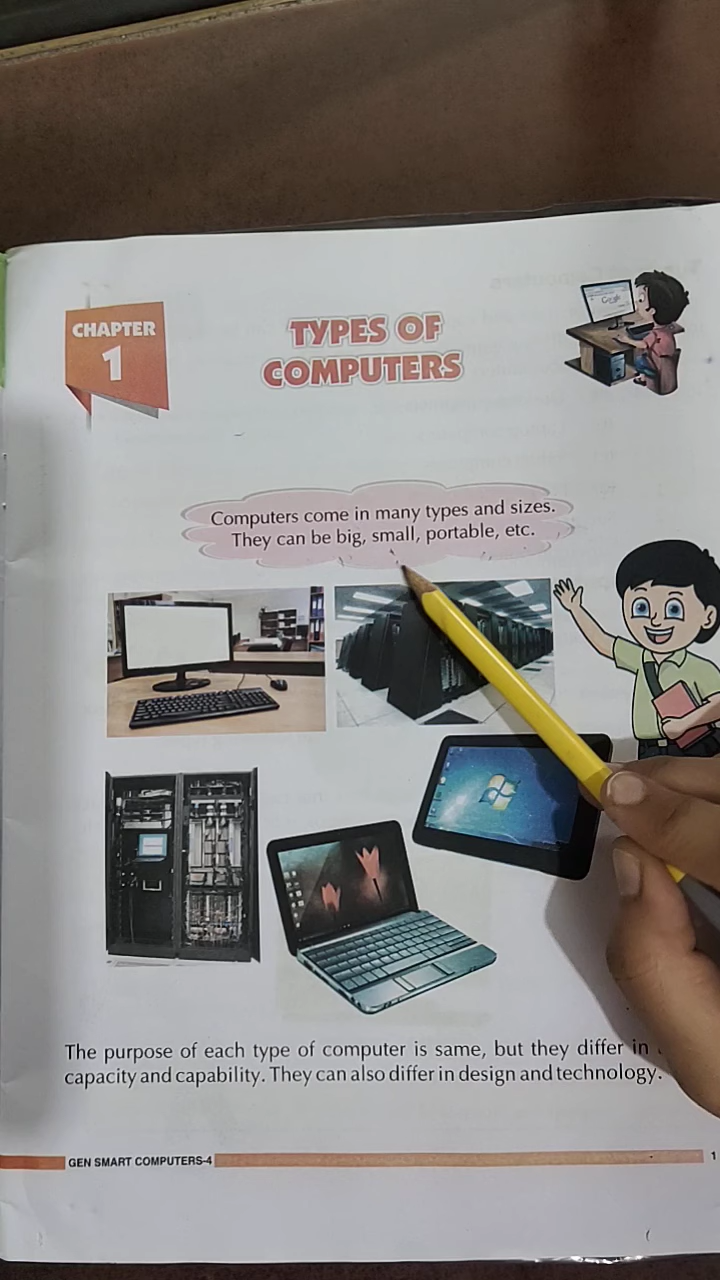 CHAPTER
1
TYPES OF
COMPUTERS
Computers come in many types and sizes.
They can be big, small, portable, etc.
The purpose of each type of computer is same, but they differ in
capacity and capability. They can also differ in design and technology.
GEN SMART COMPUTERS-4
1